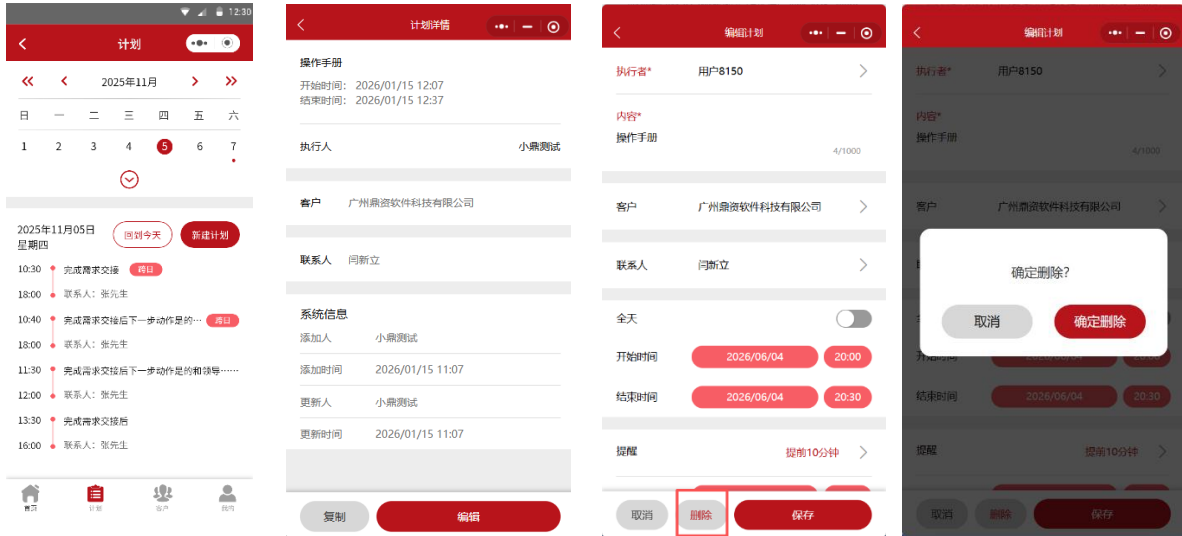 12:30
计划
2025年11月
日 一 二 三 四 五 六
1 2 3 4 5 6 7
2025年11月05日
星期四
回到今天
新建计划
10:30 完成需求交接 跨日
18:00 联系人：张先生
10:40 完成需求交接后下一步动作是的… 跨日
18:00 联系人：张先生
11:30 完成需求交接后下一步动作是的和领导……
12:00 联系人：张先生
13:30 完成需求交接后
16:00 联系人：张先生
首页 计划 客户 我的
计划详情
操作手册
开始时间： 2026/01/15 12:07
结束时间： 2026/01/15 12:37
执行人 小鼎测试
客户 广州鼎资软件科技有限公司
联系人 闫新立
系统信息
添加人 小鼎测试
添加时间 2026/01/15 11:07
更新人 小鼎测试
更新时间 2026/01/15 11:07
复制 编辑
编辑计划
执行者* 用户8150
内容*
操作手册
4/1000
客户 广州鼎资软件科技有限公司
联系人 闫新立
全天
开始时间 2026/06/04 20:00
结束时间 2026/06/04 20:30
提醒 提前10分钟
取消 删除 保存
编辑计划
执行者* 用户8150
内容*
操作手册
4/1000
客户 广州鼎资软件科技有限公司
确定删除？
取消 确定删除
开始时间 2026/06/04 20:00
结束时间 2026/06/04 20:30
提醒 提前10分钟
取消 删除 保存